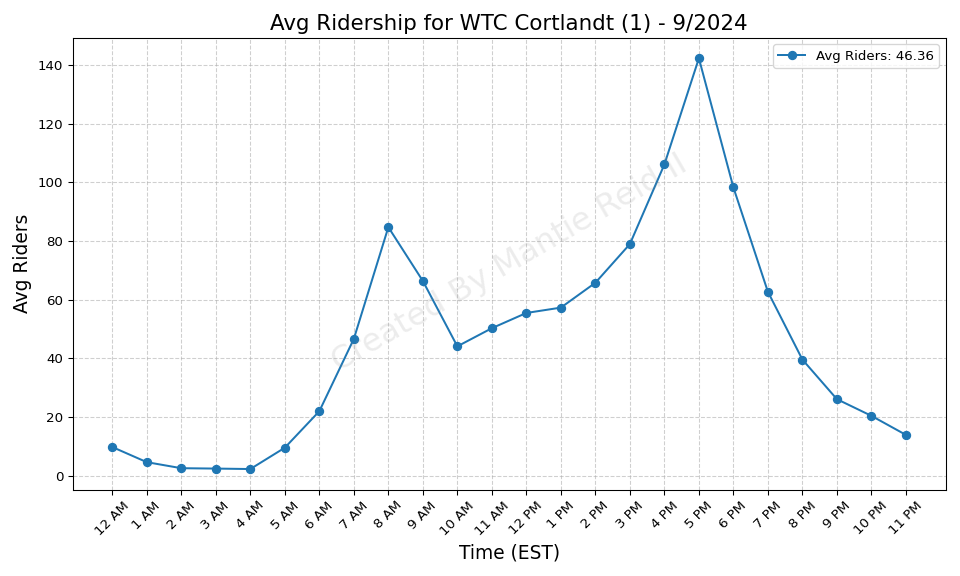 Avg Ridership for WTC Cortlandt (1) - 9/2024
Avg Riders: 46.36
Avg Riders
140
120
100
80
60
40
20
0
Created By Mantie Reid II
12 AM
1 AM
2 AM
3 AM
4 AM
5 AM
6 AM
7 AM
8 AM
9 AM
10 AM
11 AM
12 PM
1 PM
2 PM
3 PM
4 PM
5 PM
6 PM
7 PM
8 PM
9 PM
10 PM
11 PM
Time (EST)